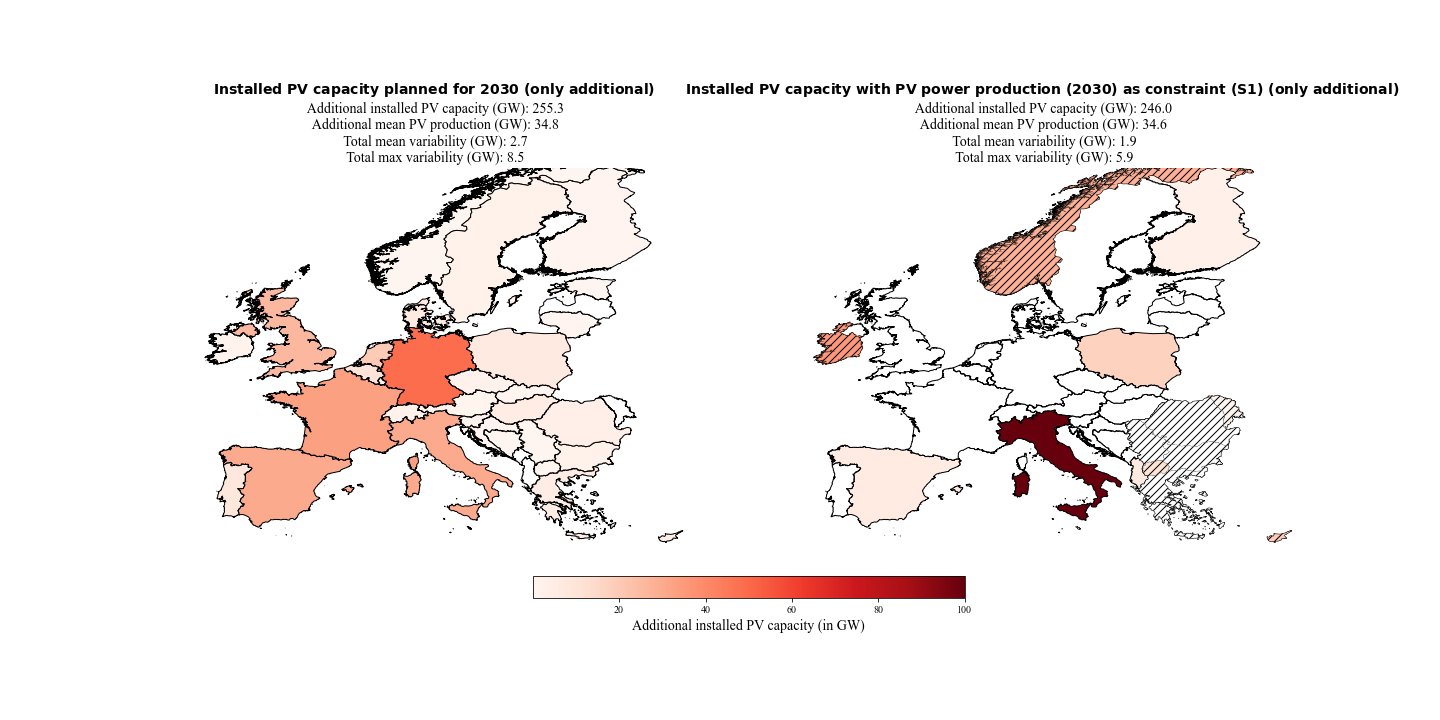 Installed PV capacity planned for 2030 (only additional)
Additional installed PV capacity (GW): 255.3
Additional mean PV production (GW): 34.8
Total mean variability (GW): 2.7
Total max variability (GW): 8.5
Installed PV capacity with PV power production (2030) as constraint (S1) (only additional)
Additional installed PV capacity (GW): 246.0
Additional mean PV production (GW): 34.6
Total mean variability (GW): 1.9
Total max variability (GW): 5.9
20 40 60 80 100
Additional installed PV capacity (in GW)